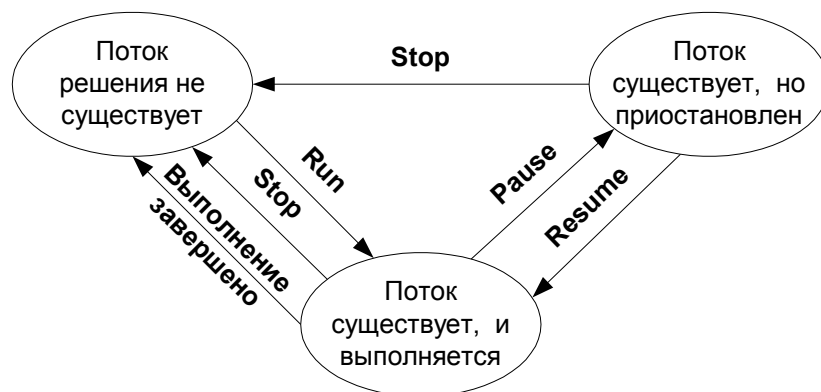 Поток
решения не
существует
Stop
Поток
существует, но
приостановлен
Run
Stop
Выполнение
завершено
Pause
Resume
Поток
существует, и
выполняется